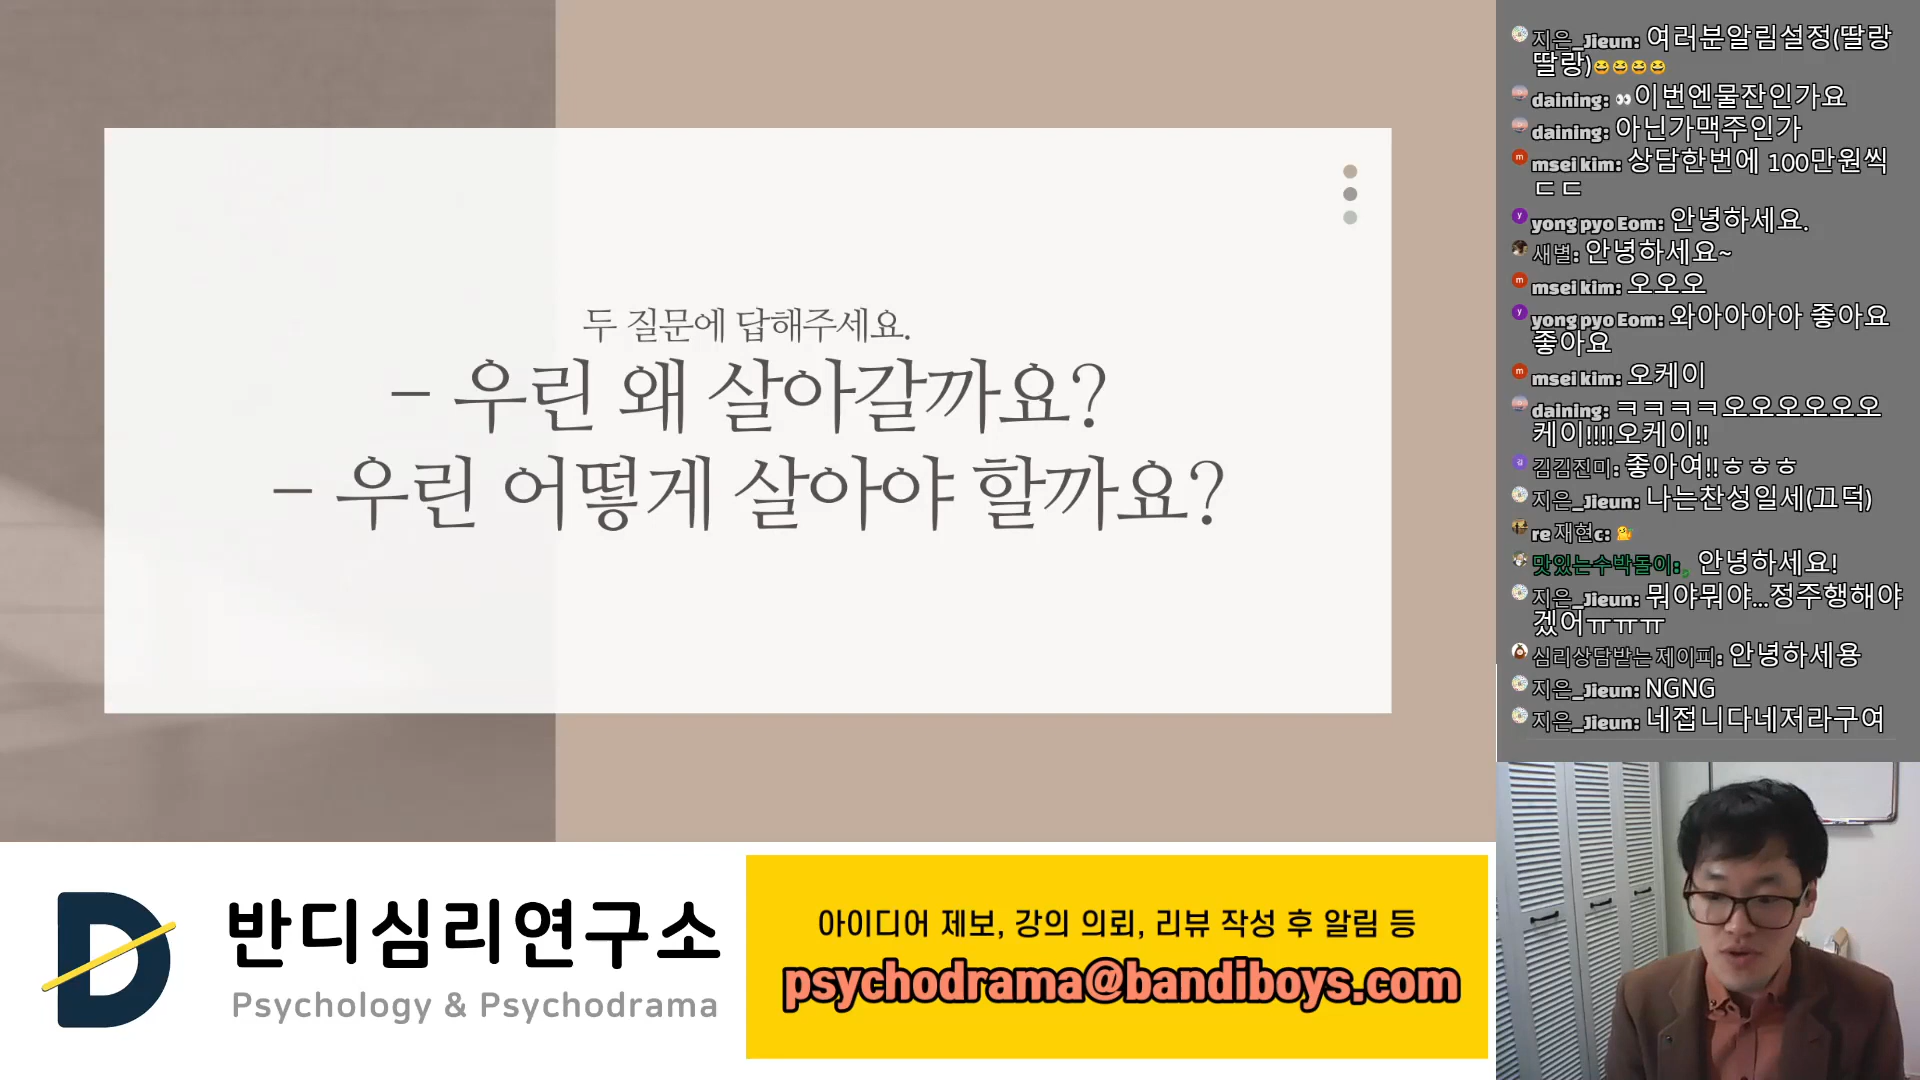 두 질문에 답해주세요.
- 우린 왜 살아갈까요?
- 우린 어떻게 살아야 할까요?
반디심리연구소
Psychology & Psychodrama
아이디어 제보, 강의 의뢰, 리뷰 작성 후 알림 등
psychodrama@bandiboys.com
지은_Jieun: 여러분알림설정(딸랑
딸랑)😆😆😆😆
daining: 👀이번엔물잔인가요
daining: 아닌가맥주인가
msei kim: 상담한번에 100만원씩
ㄷㄷ
yong pyo Eom: 안녕하세요.
새별: 안녕하세요~
msei kim: 오오오
yong pyo Eom: 와아아아아 좋아요
좋아요
msei kim: 오케이
daining: ㅋㅋㅋㅋ오오오오오오
케이!!!!오케이!!
김김진미: 좋아여!!ㅎㅎㅎ
지은_Jieun: 나는찬성일세(끄덕)
re 재현c:
맛있는수박돌이: 안녕하세요!
지은_Jieun: 뭐야뭐야...정주행해야
겠어ㅠㅠㅠ
심리상담받는 제이피: 안녕하세용
지은_Jieun: NGNG
지은_Jieun: 네접니다네저라구여